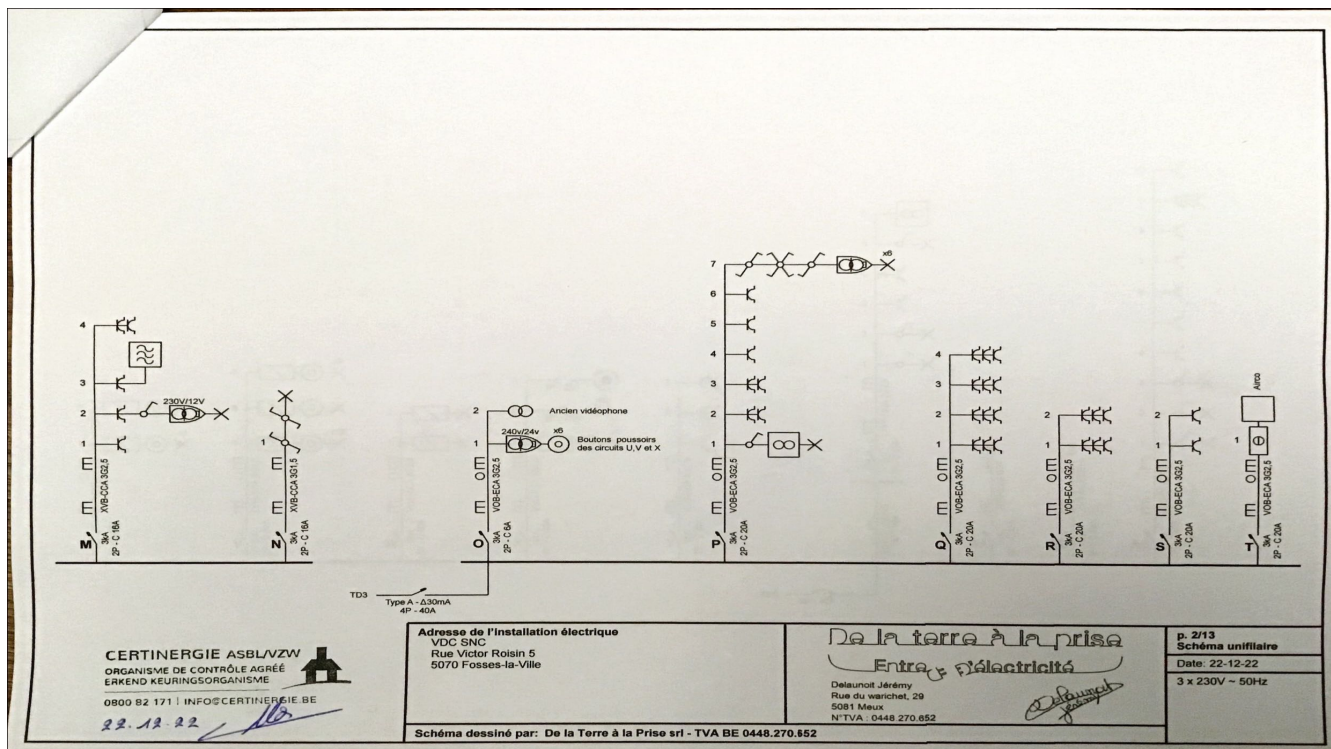 7
x6
6
5
4
3
2
1
4
3
230V/12V
2
1
1
2
Ancien vidéophone
240v/24v
x6
1
Boutons poussoirs
des circuits U,V et X
4
3
2
1
2
1
2
1
Airco
1
XVB-CCA 3G2,5
XVB-CCA 3G1,5
VOB-ECA 3G2,5
VOB-ECA 3G2,5
VOB-ECA 3G2,5
VOB-ECA 3G2,5
VOB-ECA 3G2,5
VOB-ECA 3G2,5
M
3kA
2P - C 16A
N
3kA
2P - C 16A
O
3kA
2P - C 6A
P
3kA
2P - C 20A
Q
3kA
2P - C 20A
R
3kA
2P - C 20A
S
3kA
2P - C 20A
T
3kA
2P - C 20A
TD3
Type A - Δ30mA
4P - 40A
CERTINERGIE ASBL/VZW
ORGANISME DE CONTRÔLE AGRÉÉ
ERKEND KEURINGSORGANISME
0800 82 171 | INFO@CERTINERGIE.BE
22.12.22
Adresse de l'installation électrique
VDC SNC
Rue Victor Roisin 5
5070 Fosses-la-Ville
De la terre à la prise
Delaunoit Jérémy
Rue du warichet, 29
5081 Meux
N°TVA : 0448.270.652
Delaunoit
Jérémy
p. 2/13
Schéma unifilaire
Date: 22-12-22
3 x 230V ~ 50Hz
Schéma dessiné par: De la Terre à la Prise srl - TVA BE 0448.270.652